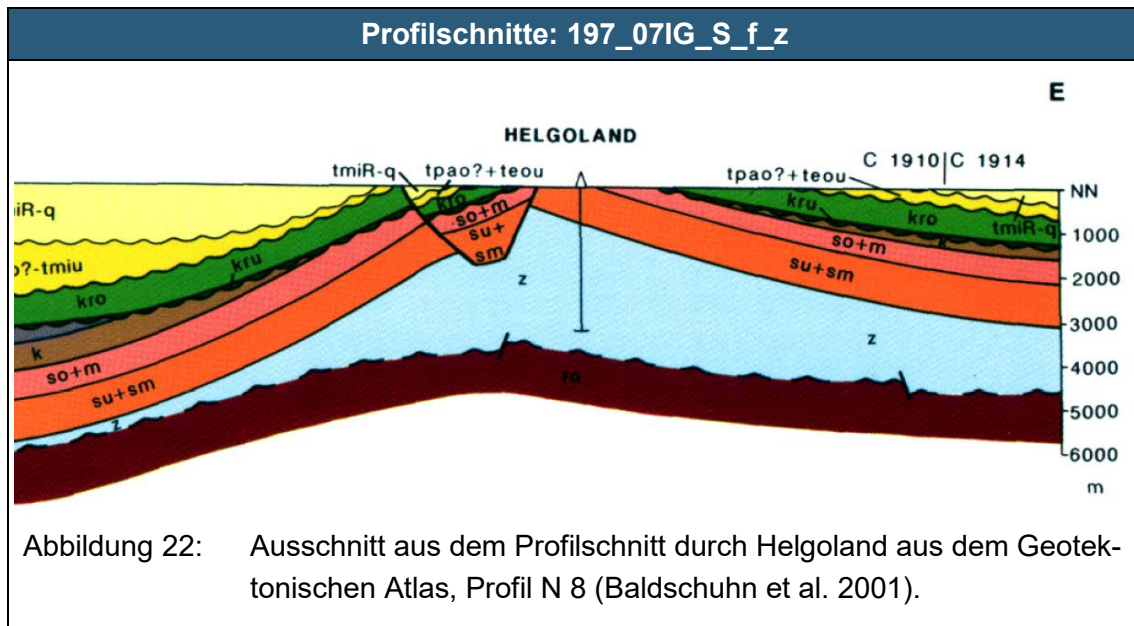 Profilschnitte: 197_07IG_S_f_z
E
HELGOLAND
tmiR-q tpao?+teou
tpao?+teou C 1910|C 1914
NN
iR-q
kro
kru
kro
tmiR-q
so+m
1000
o?-tmiu
kru
su+
sm
so+m
k
su+sm
2000
kro
z
3000
k
z
so+m
4000
su+sm
ro
z
5000
6000
m
Abbildung 22: Ausschnitt aus dem Profilschnitt durch Helgoland aus dem Geotek-
tonischen Atlas, Profil N 8 (Baldschuhn et al. 2001).